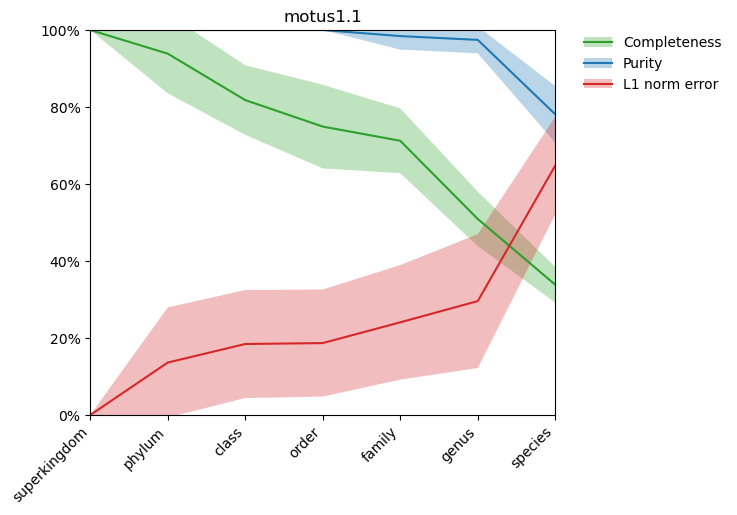 motus1.1
100%
80%
60%
40%
20%
0%
superkingdom
phylum
class
order
family
genus
species
Completeness
Purity
L1 norm error